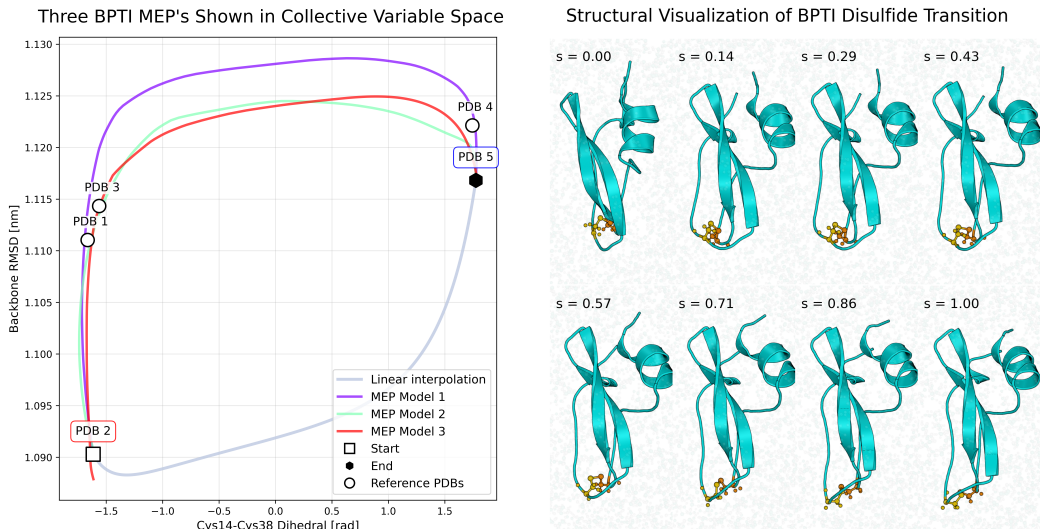 Three BPTI MEP's Shown in Collective Variable Space
1.130
1.125
1.120
1.115
1.110
1.105
1.100
1.095
1.090
Backbone RMSD [nm]
PDB 4
PDB 5
PDB 3
PDB 1
PDB 2
Linear interpolation
MEP Model 1
MEP Model 2
MEP Model 3
Start
End
Reference PDBs
−1.5
−1.0
−0.5
0.0
0.5
1.0
1.5
Cys14-Cys38 Dihedral [rad]
Structural Visualization of BPTI Disulfide Transition
s = 0.00
s = 0.14
s = 0.29
s = 0.43
s = 0.57
s = 0.71
s = 0.86
s = 1.00